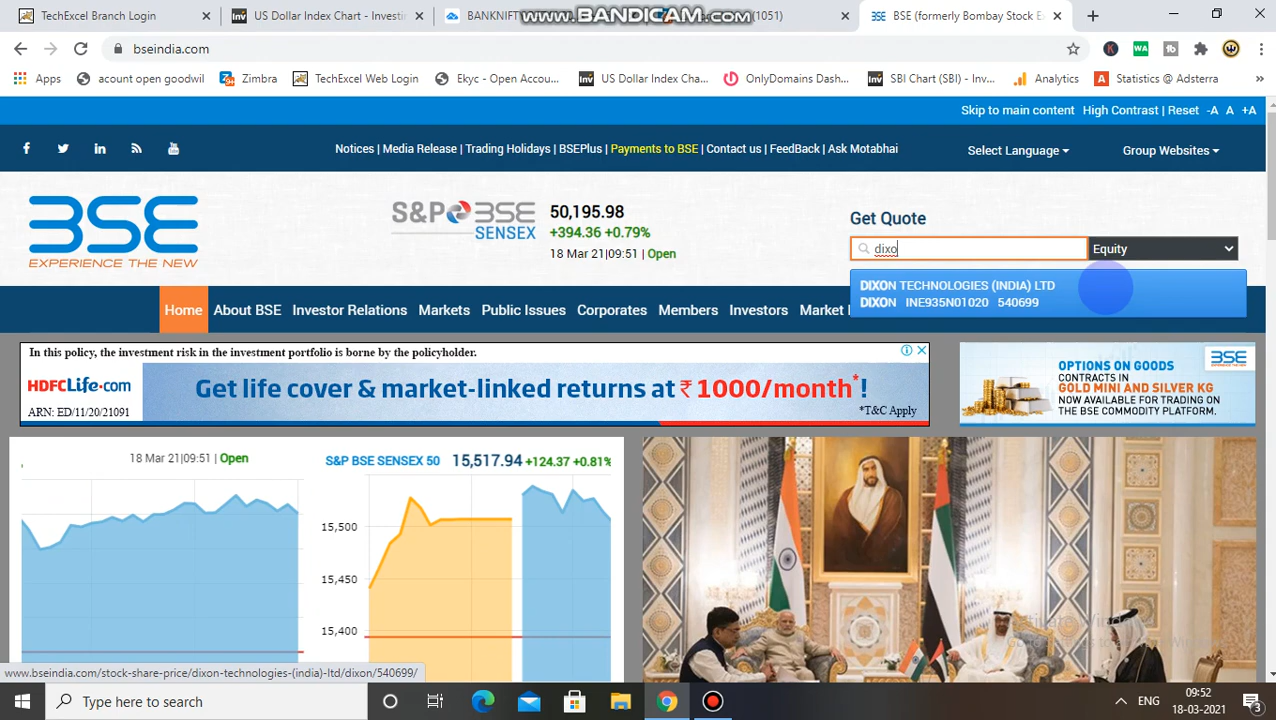 TechExcel Branch Login
US Dollar Index Chart - Investi
BANKNIFT
www.BANDICAM.com
(1051)
BSE (formerly Bombay Stock E
bseindia.com
Apps
acount open goodwil
Zimbra
TechExcel Web Login
Ekyc - Open Accou...
US Dollar Index Cha...
OnlyDomains Dash...
SBI Chart (SBI) - Inv...
Analytics
Statistics @ Adsterra
Skip to main content High Contrast | Reset -A A +A
Notices | Media Release | Trading Holidays | BSEPlus | Payments to BSE | Contact us | FeedBack | Ask Motabhai
Select Language
Group Websites
BSE
EXPERIENCE THE NEW
S&P BSE
SENSEX
50,195.98
+394.36 +0.79%
18 Mar 21|09:51 | Open
Get Quote
dixo
Equity
DIXON TECHNOLOGIES (INDIA) LTD
DIXON INE935N01020 540699
Home About BSE Investor Relations Markets Public Issues Corporates Members Investors Market
In this policy, the investment risk in the investment portfolio is borne by the policyholder.
HDFCLife.com
ARN: ED/11/20/21091
Get life cover & market-linked returns at ₹ 1000/month*!
*T&C Apply
BSE
EXPERIENCE THE NEW
OPTIONS ON GOODS
CONTRACTS IN
GOLD MINI AND SILVER KG
NOW AVAILABLE FOR TRADING ON
THE BSE COMMODITY PLATFORM.
18 Mar 21|09:51 | Open
S&P BSE SENSEX 50 15,517.94 +124.37 +0.81%
15,500
15,450
15,400
Activate Windows
www.bseindia.com/stock-share-price/dixon-technologies-(india)-ltd/dixon/540699/
Type here to search
ENG
09:52
18-03-2021
3